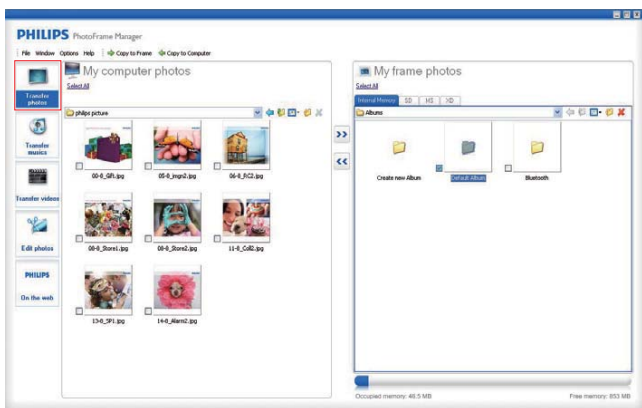 PHILIPS PhotoFrame Manager
File Window Options Help Copy to Frame Copy to Computer
Transfer photos
Transfer musics
Transfer videos
Edit photos
PHILIPS
On the web
My computer photos
Select All
philips picture
00-0_Gift.jpg
05-0_imgn2.jpg
06-0_RC2.jpg
08-0_Store1.jpg
08-0_Store2.jpg
11-0_Coll2.jpg
13-0_SP1.jpg
14-0_Alarm2.jpg
>>
<<
My frame photos
Select All
Internal Memory SD MS XD
Albums
Create new Album
Default Album
Bluetooth
Occupied memory: 48.5 MB
Free memory: 853 MB